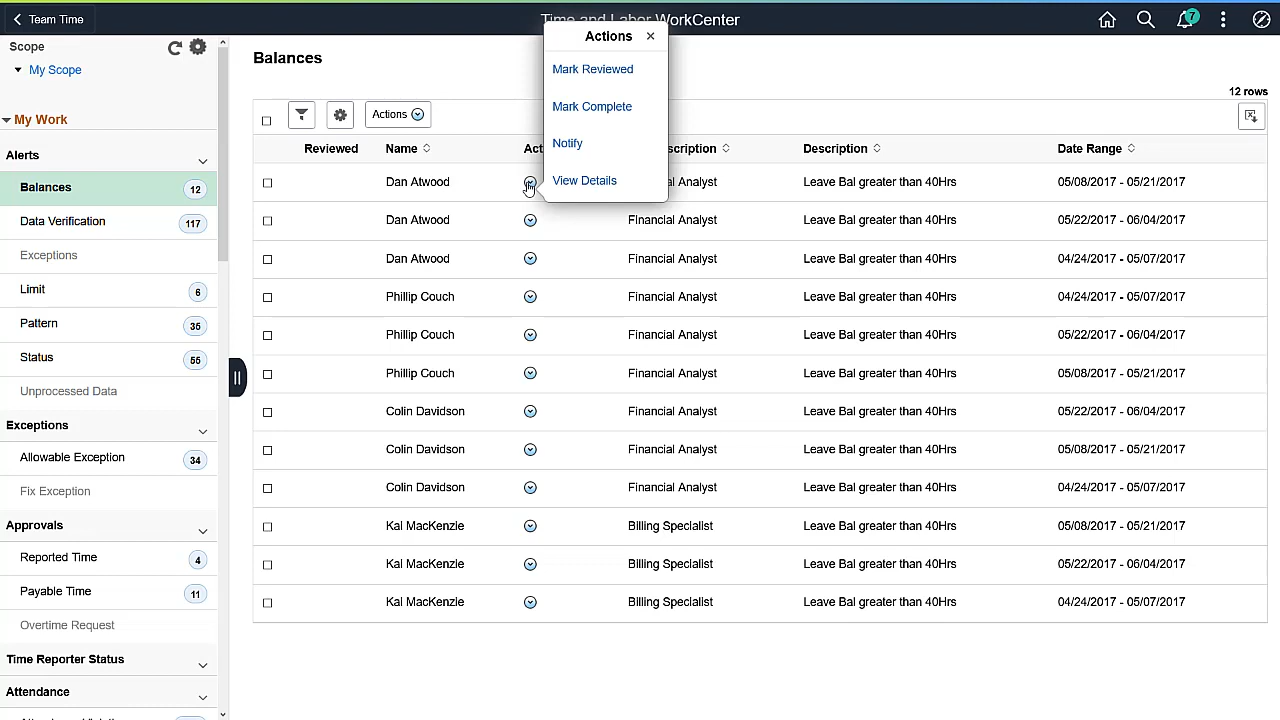 Team Time
Time and Labor WorkCenter
7
Scope
My Scope
My Work
Alerts
Balances 12
Data Verification 117
Exceptions
Limit 6
Pattern 35
Status 55
Unprocessed Data
Exceptions
Allowable Exception 34
Fix Exception
Approvals
Reported Time 4
Payable Time 11
Overtime Request
Time Reporter Status
Attendance
Balances
12 rows
Actions
Reviewed Name Act scription Description Date Range
Dan Atwood al Analyst Leave Bal greater than 40Hrs 05/08/2017 - 05/21/2017
Dan Atwood Financial Analyst Leave Bal greater than 40Hrs 05/22/2017 - 06/04/2017
Dan Atwood Financial Analyst Leave Bal greater than 40Hrs 04/24/2017 - 05/07/2017
Phillip Couch Financial Analyst Leave Bal greater than 40Hrs 04/24/2017 - 05/07/2017
Phillip Couch Financial Analyst Leave Bal greater than 40Hrs 05/22/2017 - 06/04/2017
Phillip Couch Financial Analyst Leave Bal greater than 40Hrs 05/08/2017 - 05/21/2017
Colin Davidson Financial Analyst Leave Bal greater than 40Hrs 05/22/2017 - 06/04/2017
Colin Davidson Financial Analyst Leave Bal greater than 40Hrs 05/08/2017 - 05/21/2017
Colin Davidson Financial Analyst Leave Bal greater than 40Hrs 04/24/2017 - 05/07/2017
Kal MacKenzie Billing Specialist Leave Bal greater than 40Hrs 05/08/2017 - 05/21/2017
Kal MacKenzie Billing Specialist Leave Bal greater than 40Hrs 05/22/2017 - 06/04/2017
Kal MacKenzie Billing Specialist Leave Bal greater than 40Hrs 04/24/2017 - 05/07/2017
Actions
Mark Reviewed
Mark Complete
Notify
View Details